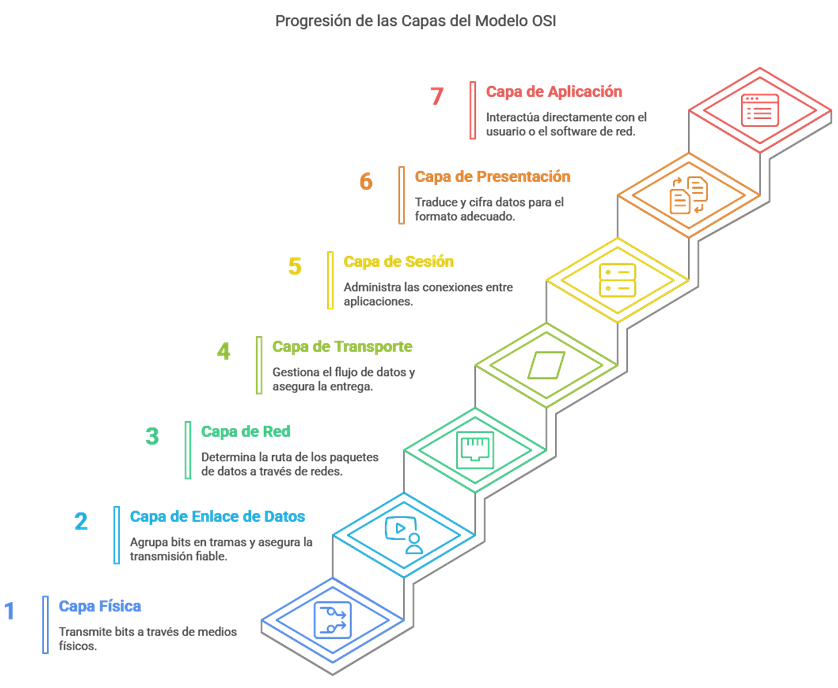 Progresión de las Capas del Modelo OSI
7
Capa de Aplicación
Interactúa directamente con el
usuario o el software de red.
6
Capa de Presentación
Traduce y cifra datos para el
formato adecuado.
5
Capa de Sesión
Administra las conexiones entre
aplicaciones.
4
Capa de Transporte
Gestiona el flujo de datos y
asegura la entrega.
3
Capa de Red
Determina la ruta de los paquetes
de datos a través de redes.
2
Capa de Enlace de Datos
Agrupa bits en tramas y asegura la
transmisión fiable.
1
Capa Física
Transmite bits a través de medios
físicos.